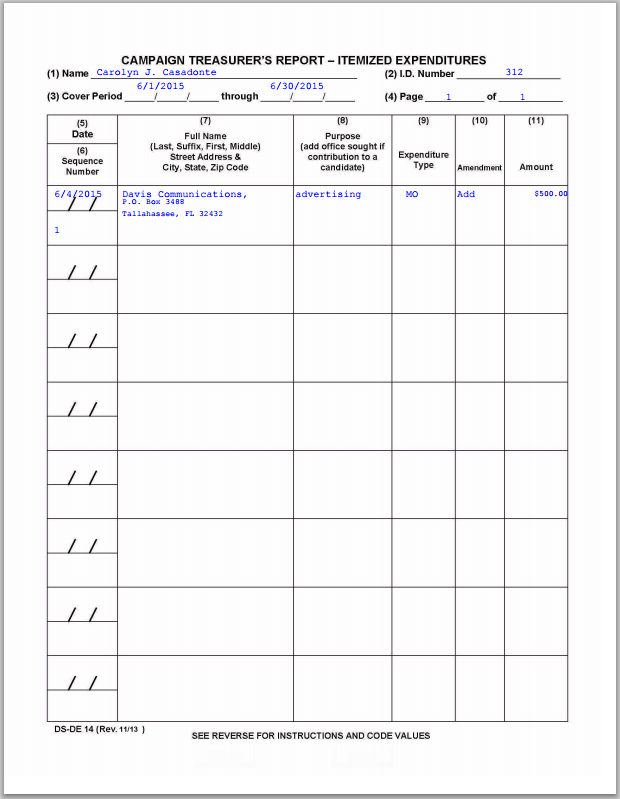 CAMPAIGN TREASURER'S REPORT – ITEMIZED EXPENDITURES
(1) Name Carolyn J. Casadonte (2) I.D. Number 312
(3) Cover Period 6/1/2015 / / through 6/30/2015 / / (4) Page 1 of 1
(5)
Date
(6)
Sequence
Number
(7)
Full Name
(Last, Suffix, First, Middle)
Street Address &
City, State, Zip Code
(8)
Purpose
(add office sought if
contribution to a
candidate)
(9)
Expenditure
Type
(10)
Amendment
(11)
Amount
6/4/2015
/ /
1
Davis Communications,
P.O. Box 3488
Tallahassee, FL 32432
advertising
MO
Add
$500.00
/ /
/ /
/ /
/ /
/ /
/ /
/ /
DS-DE 14 (Rev. 11/13 )
SEE REVERSE FOR INSTRUCTIONS AND CODE VALUES